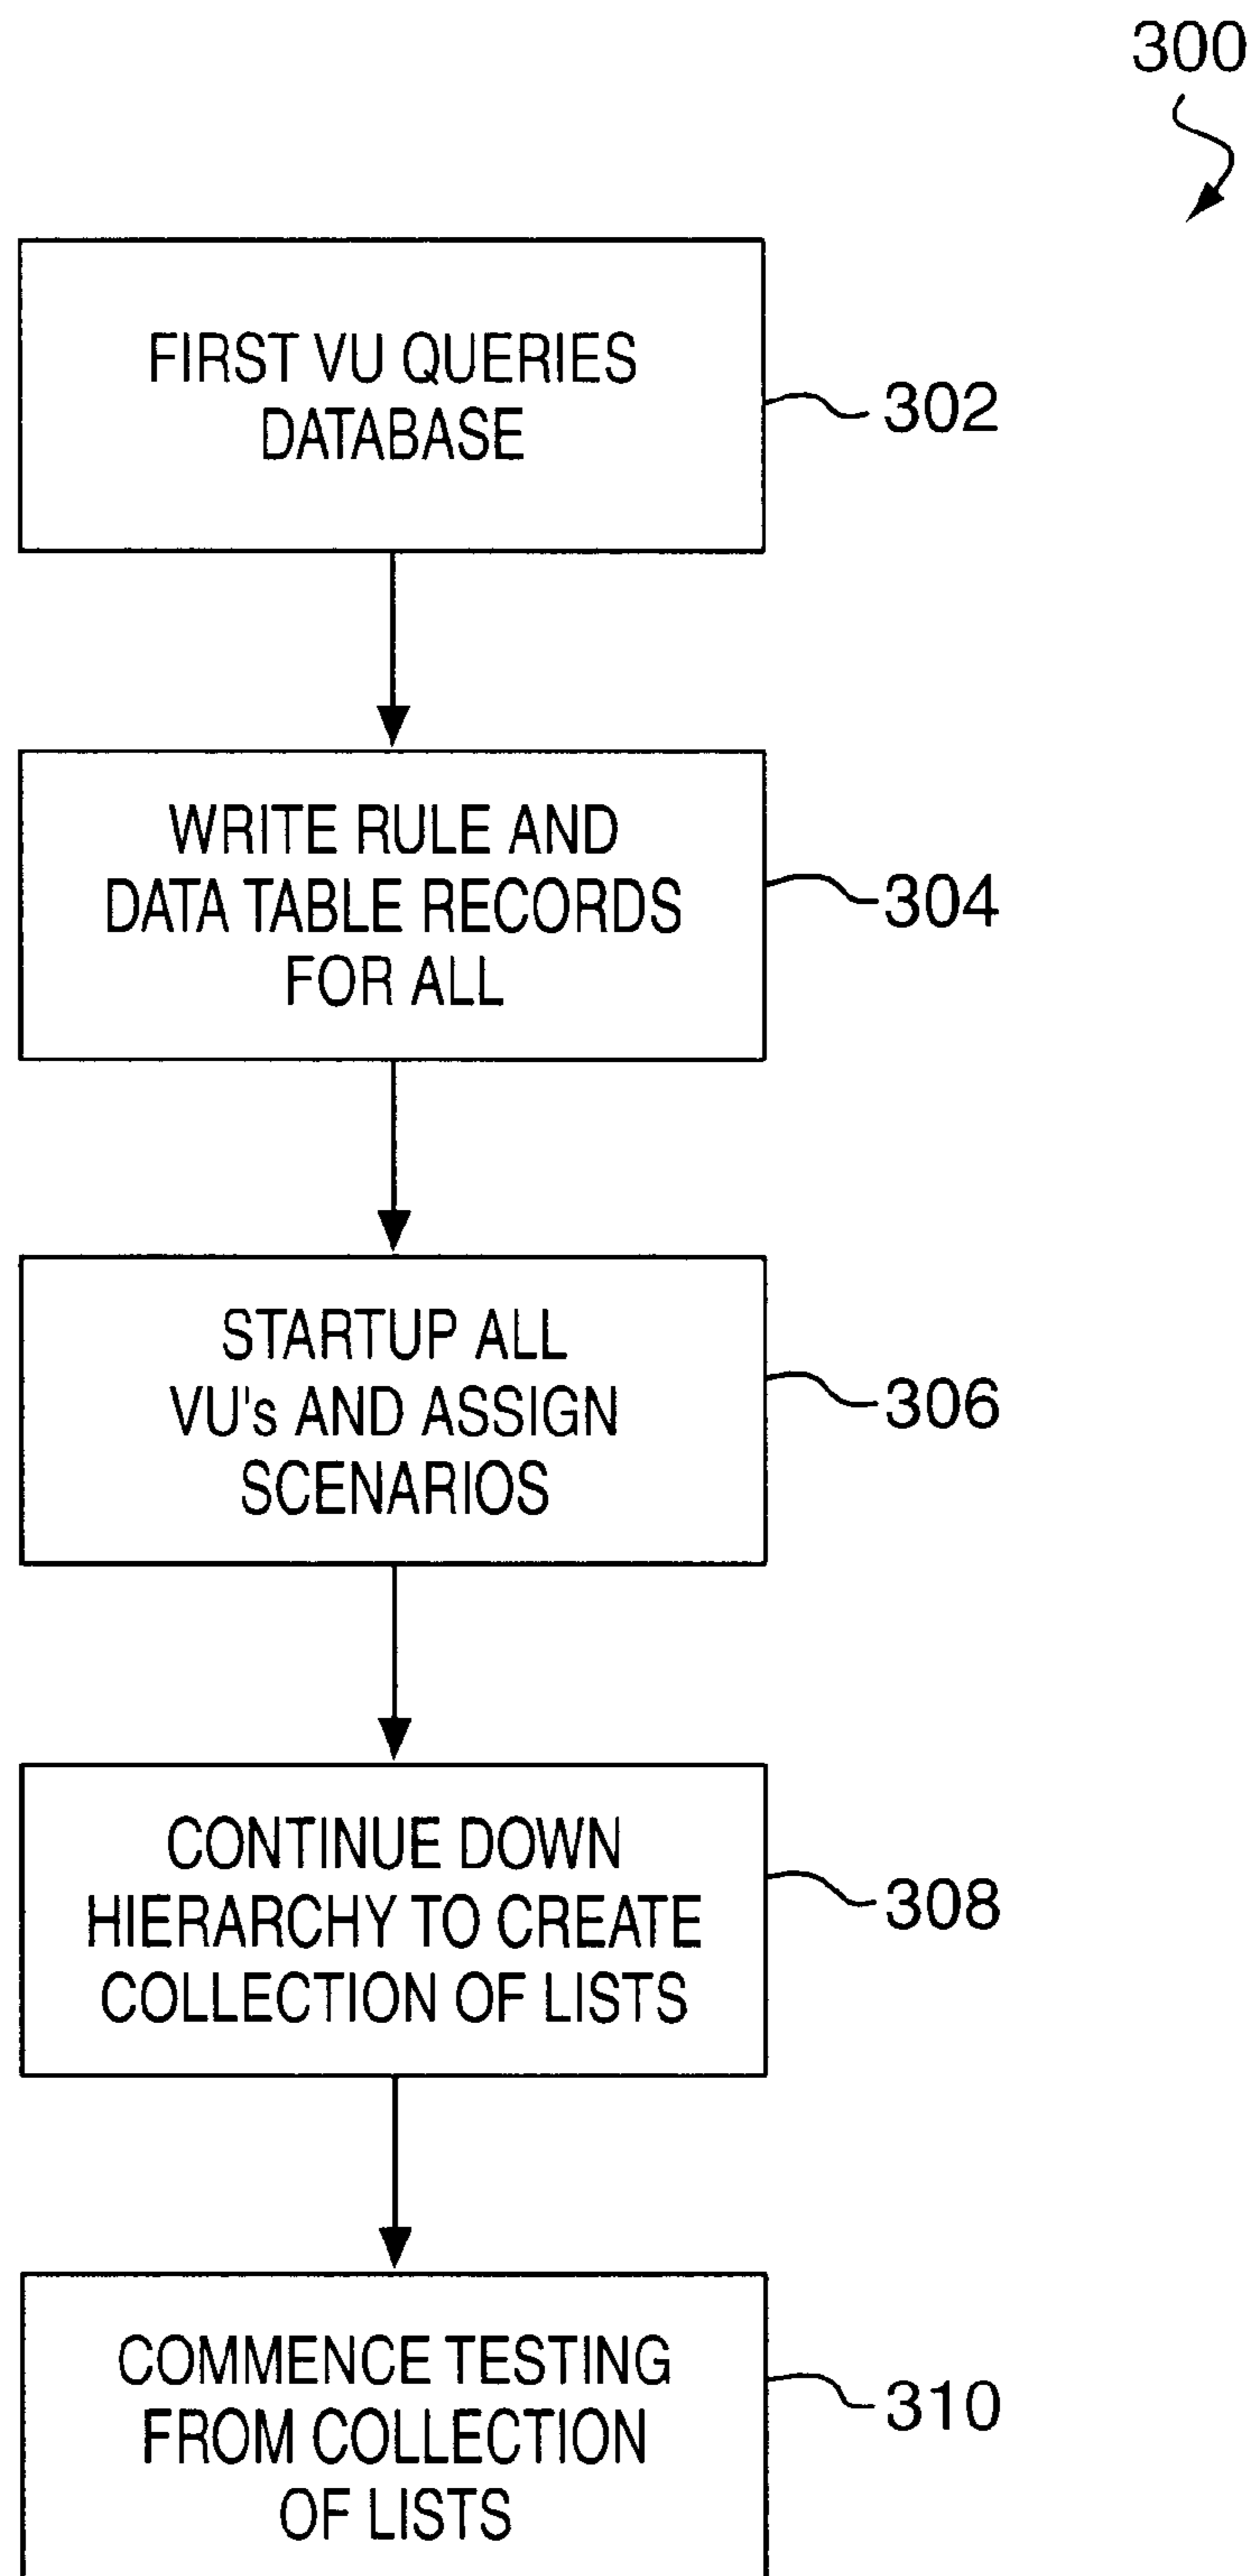 300
FIRST VU QUERIES
DATABASE
302
WRITE RULE AND
DATA TABLE RECORDS
FOR ALL
304
STARTUP ALL
VU's AND ASSIGN
SCENARIOS
306
CONTINUE DOWN
HIERARCHY TO CREATE
COLLECTION OF LISTS
308
COMMENCE TESTING
FROM COLLECTION
OF LISTS
310